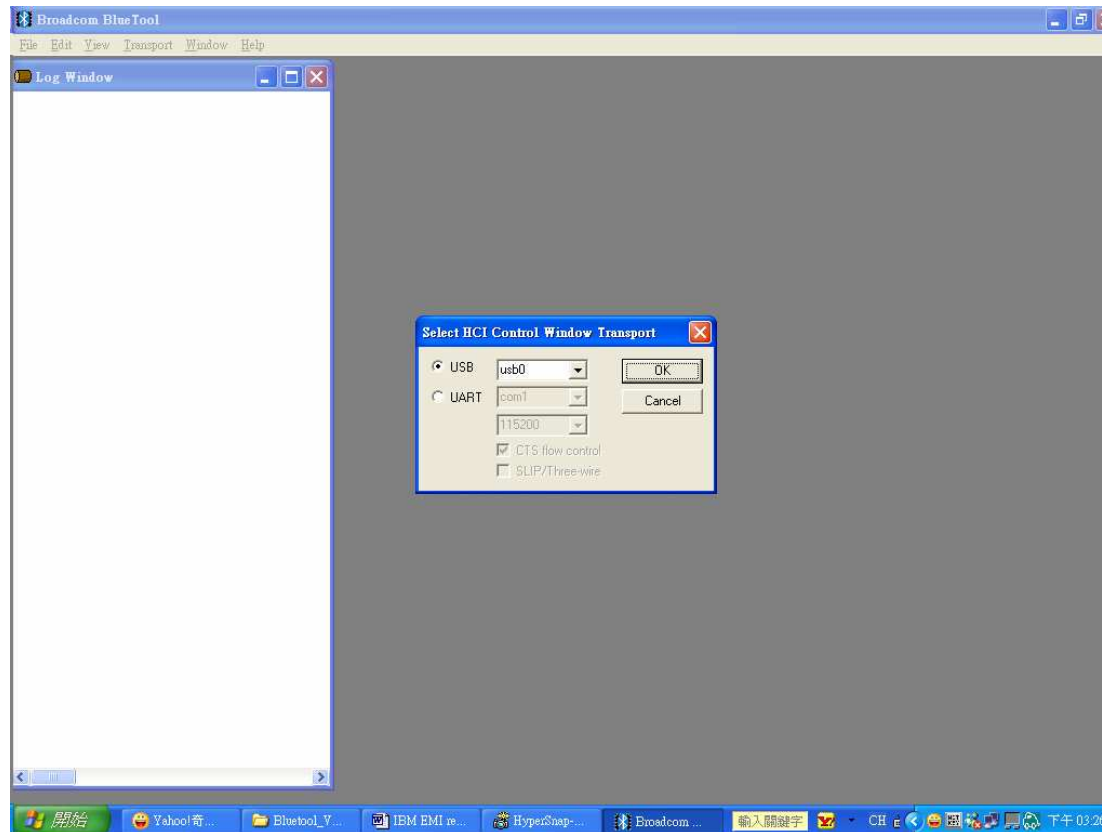 Broadcom BlueTool
File Edit View Transport Window Help
Log Window
Select HCI Control Window Transport
USB usb0 OK
UART com1 Cancel
115200
CTS flow control
SLIP/Three-wire
開始 Yahoo!奇... Bluetool_V... IBM EMI re... HyperSnap-... Broadcom ... 輸入關鍵字 CH 下午 03:26